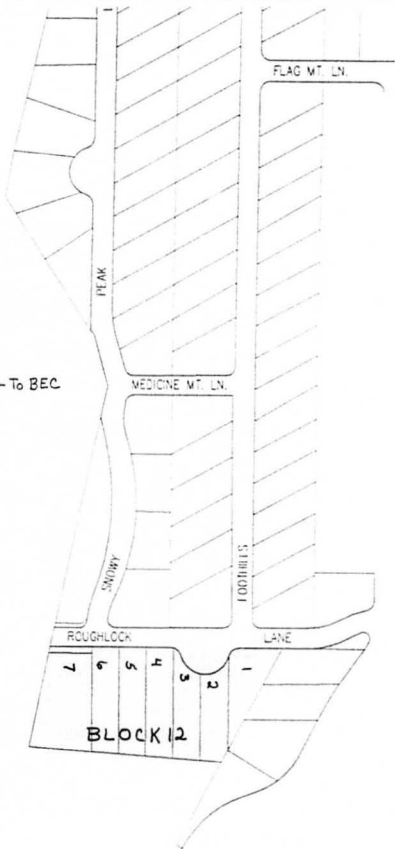 FLAG MT. LN.
PEAK
- To BEC
MEDICINE MT. LN.
SNOWY
FOOTHILLS
ROUGHLOCK LANE
7 6 5 4 3 2 1
BLOCK 12